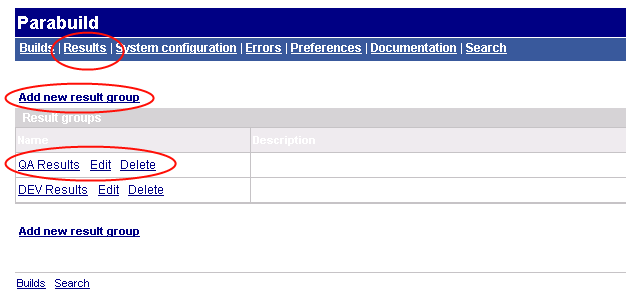 Parabuild
Builds | Results | System configuration | Errors | Preferences | Documentation | Search
Add new result group
Result groups
Name Description
QA Results Edit Delete
DEV Results Edit Delete
Add new result group
Builds Search